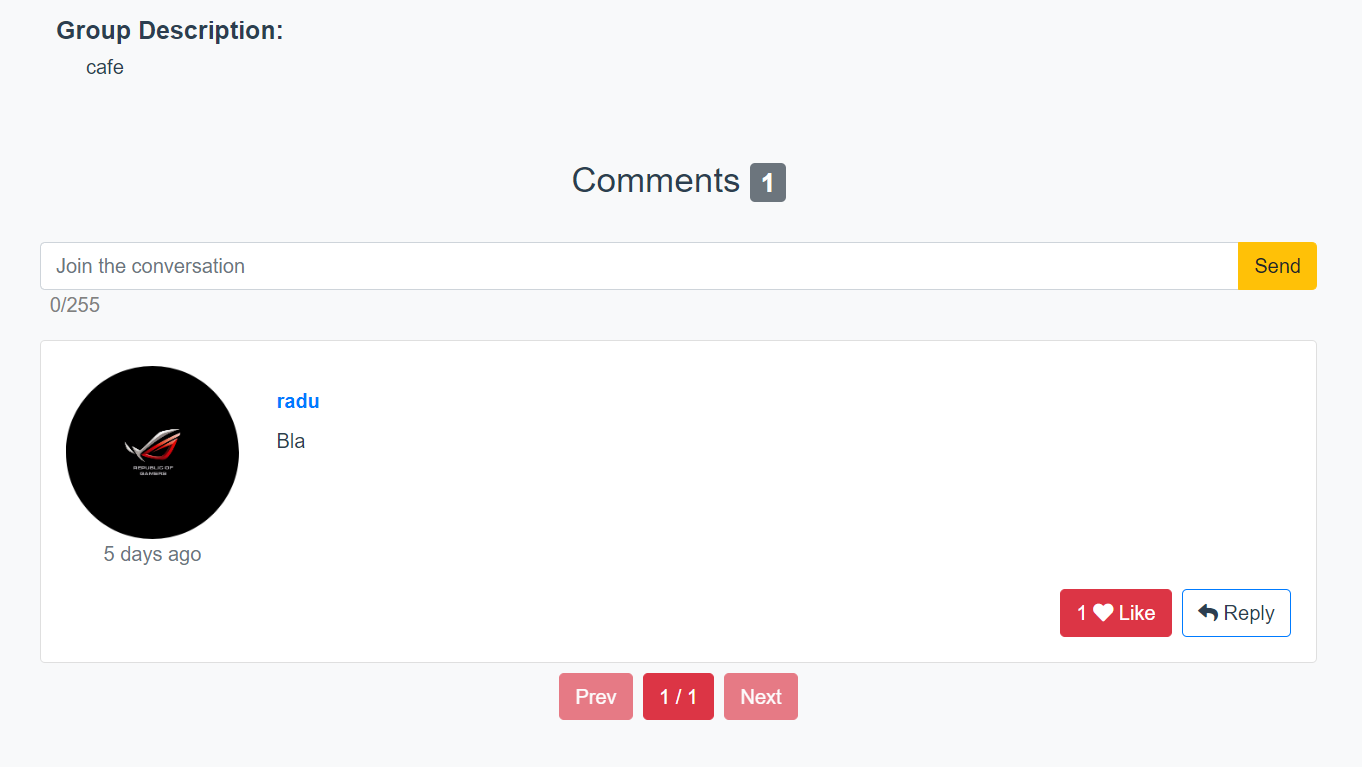 Group Description:
cafe
Comments 1
Join the conversation
Send
0/255
radu
Bla
REPUBLIC OF
GAMERS
5 days ago
1 Like
Reply
Prev
1 / 1
Next